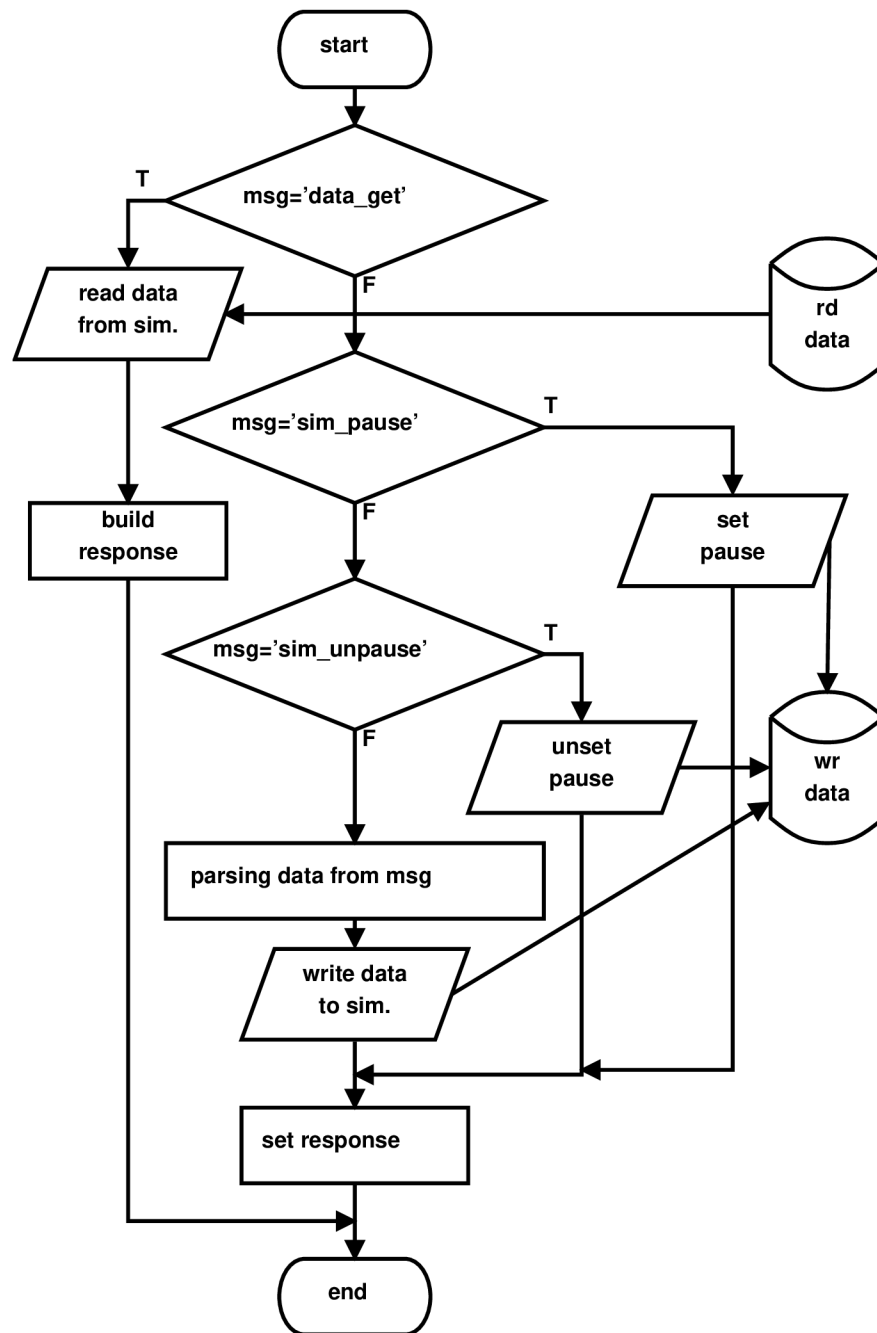 start
msg=’data_get’
T
F
read data
from sim.
rd
data
msg=’sim_pause’
T
F
build
response
set
pause
msg=’sim_unpause’
T
F
unset
pause
wr
data
parsing data from msg
write data
to sim.
set response
end